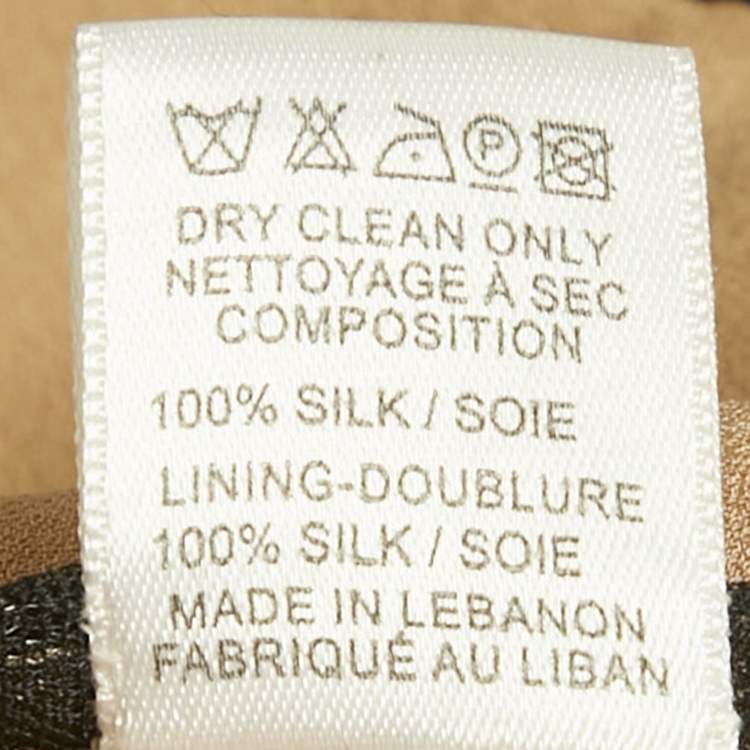 P
DRY CLEAN ONLY
NETTOYAGE À SEC
COMPOSITION
100% SILK / SOIE
LINING-DOUBLURE
100% SILK / SOIE
MADE IN LEBANON
FABRIQUÉ AU LIBAN